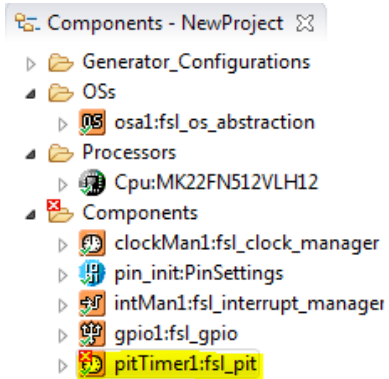 Components - NewProject
Generator_Configurations
OSs
osa1:fsl_os_abstraction
Processors
Cpu:MK22FN512VLH12
Components
clockMan1:fsl_clock_manager
pin_init:PinSettings
intMan1:fsl_interrupt_manager
gpio1:fsl_gpio
pitTimer1:fsl_pit